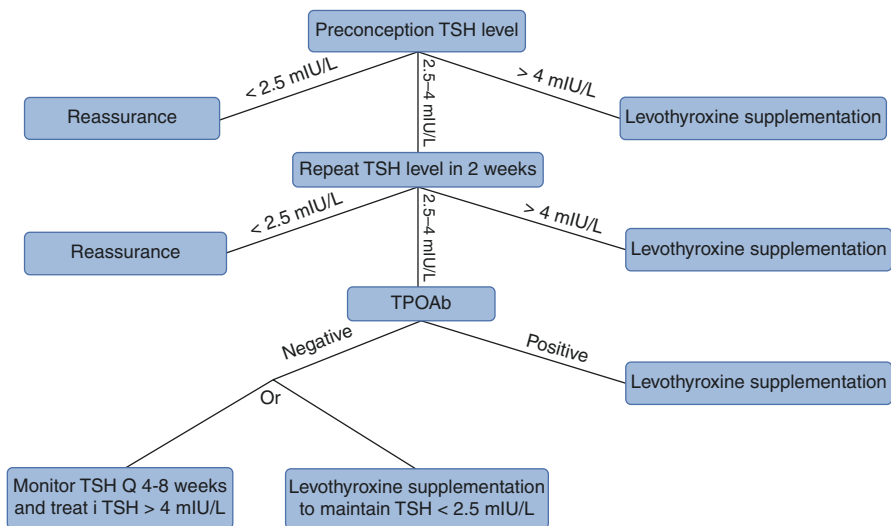 Preconception TSH level
< 2.5 mIU/L
2.5–4 mIU/L
> 4 mIU/L
Reassurance
Levothyroxine supplementation
Repeat TSH level in 2 weeks
< 2.5 mIU/L
2.5–4 mIU/L
> 4 mIU/L
Reassurance
Levothyroxine supplementation
TPOAb
Negative
Positive
Levothyroxine supplementation
Or
Monitor TSH Q 4-8 weeks
and treat i TSH > 4 mIU/L
Levothyroxine supplementation
to maintain TSH < 2.5 mIU/L